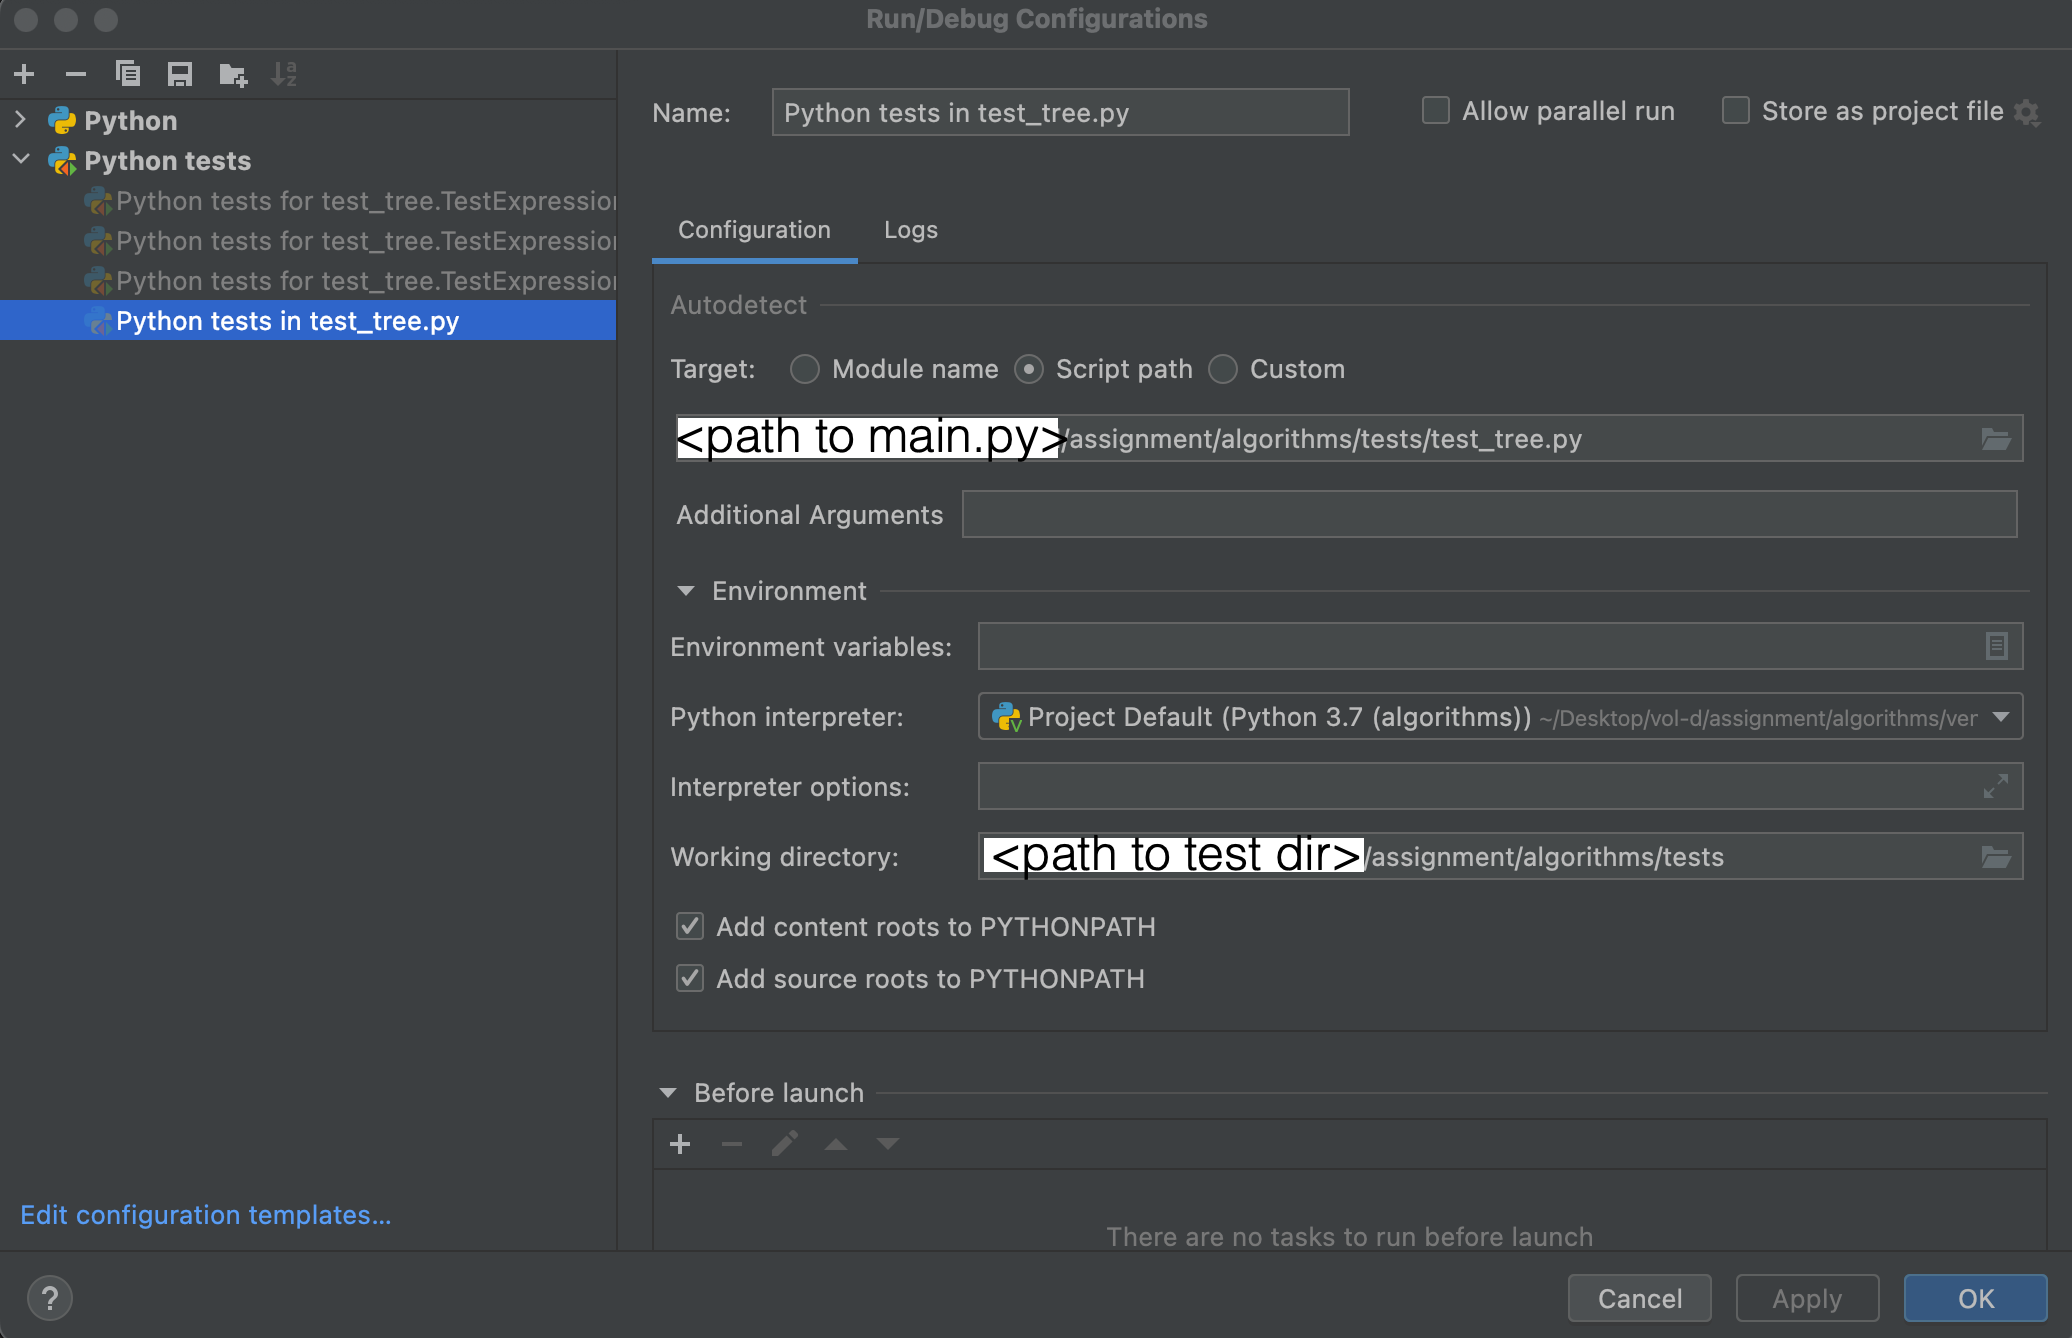 Run/Debug Configurations
Python
Python tests
Python tests for test_tree.TestExpression
Python tests for test_tree.TestExpression
Python tests for test_tree.TestExpression
Python tests in test_tree.py
Edit configuration templates...
Name: Python tests in test_tree.py Allow parallel run Store as project file
Configuration Logs
Autodetect
Target: Module name Script path Custom
<path to main.py>/assignment/algorithms/tests/test_tree.py
Additional Arguments
Environment
Environment variables:
Python interpreter: Project Default (Python 3.7 (algorithms)) ~/Desktop/vol-d/assignment/algorithms/ver
Interpreter options:
Working directory: <path to test dir>/assignment/algorithms/tests
Add content roots to PYTHONPATH
Add source roots to PYTHONPATH
Before launch
There are no tasks to run before launch
? Cancel Apply OK